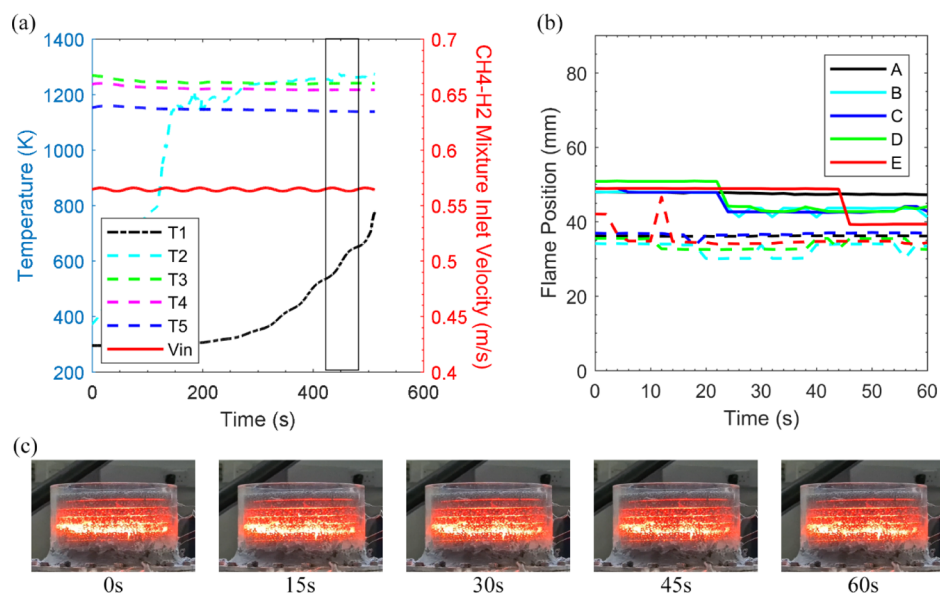 (a)
1400
1200
1000
800
600
400
200
Temperature (K)
0.7
0.65
0.6
0.55
0.5
0.45
0.4
CH4-H2 Mixture Inlet Velocity (m/s)
T1
T2
T3
T4
T5
Vin
0
200
400
600
Time (s)
(b)
80
60
40
20
0
Flame Position (mm)
A
B
C
D
E
0
10
20
30
40
50
60
Time (s)
(c)
0s
15s
30s
45s
60s